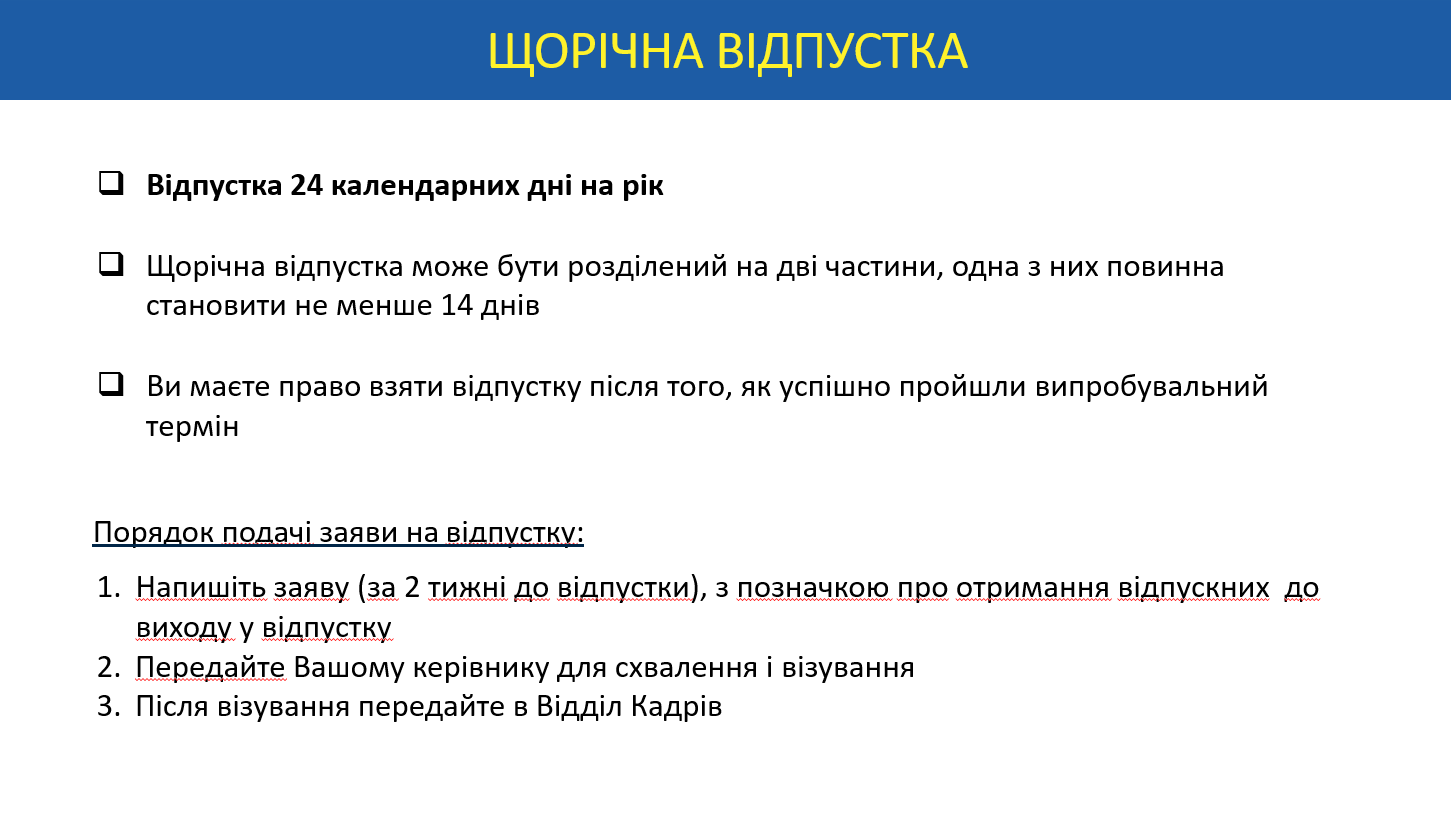 ЩОРІЧНА ВІДПУСТКА
Відпустка 24 календарних дні на рік
Щорічна відпустка може бути розділений на дві частини, одна з них повинна
становити не менше 14 днів
Ви маєте право взяти відпустку після того, як успішно пройшли випробувальний
термін
Порядок подачі заяви на відпустку:
1. Напишіть заяву (за 2 тижні до відпустки), з позначкою про отримання відпускних до
виходу у відпустку
2. Передайте Вашому керівнику для схвалення і візування
3. Після візування передайте в Відділ Кадрів